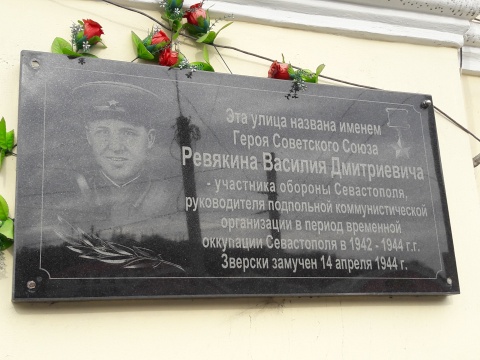 Эта улица названа именем
Героя Советского Союза
Ревякина Василия Дмитриевича
- участника обороны Севастополя,
руководителя подпольной коммунистической
организации в период временной
оккупации Севастополя в 1942 - 1944 г.г.
Зверски замучен 14 апреля 1944 г.